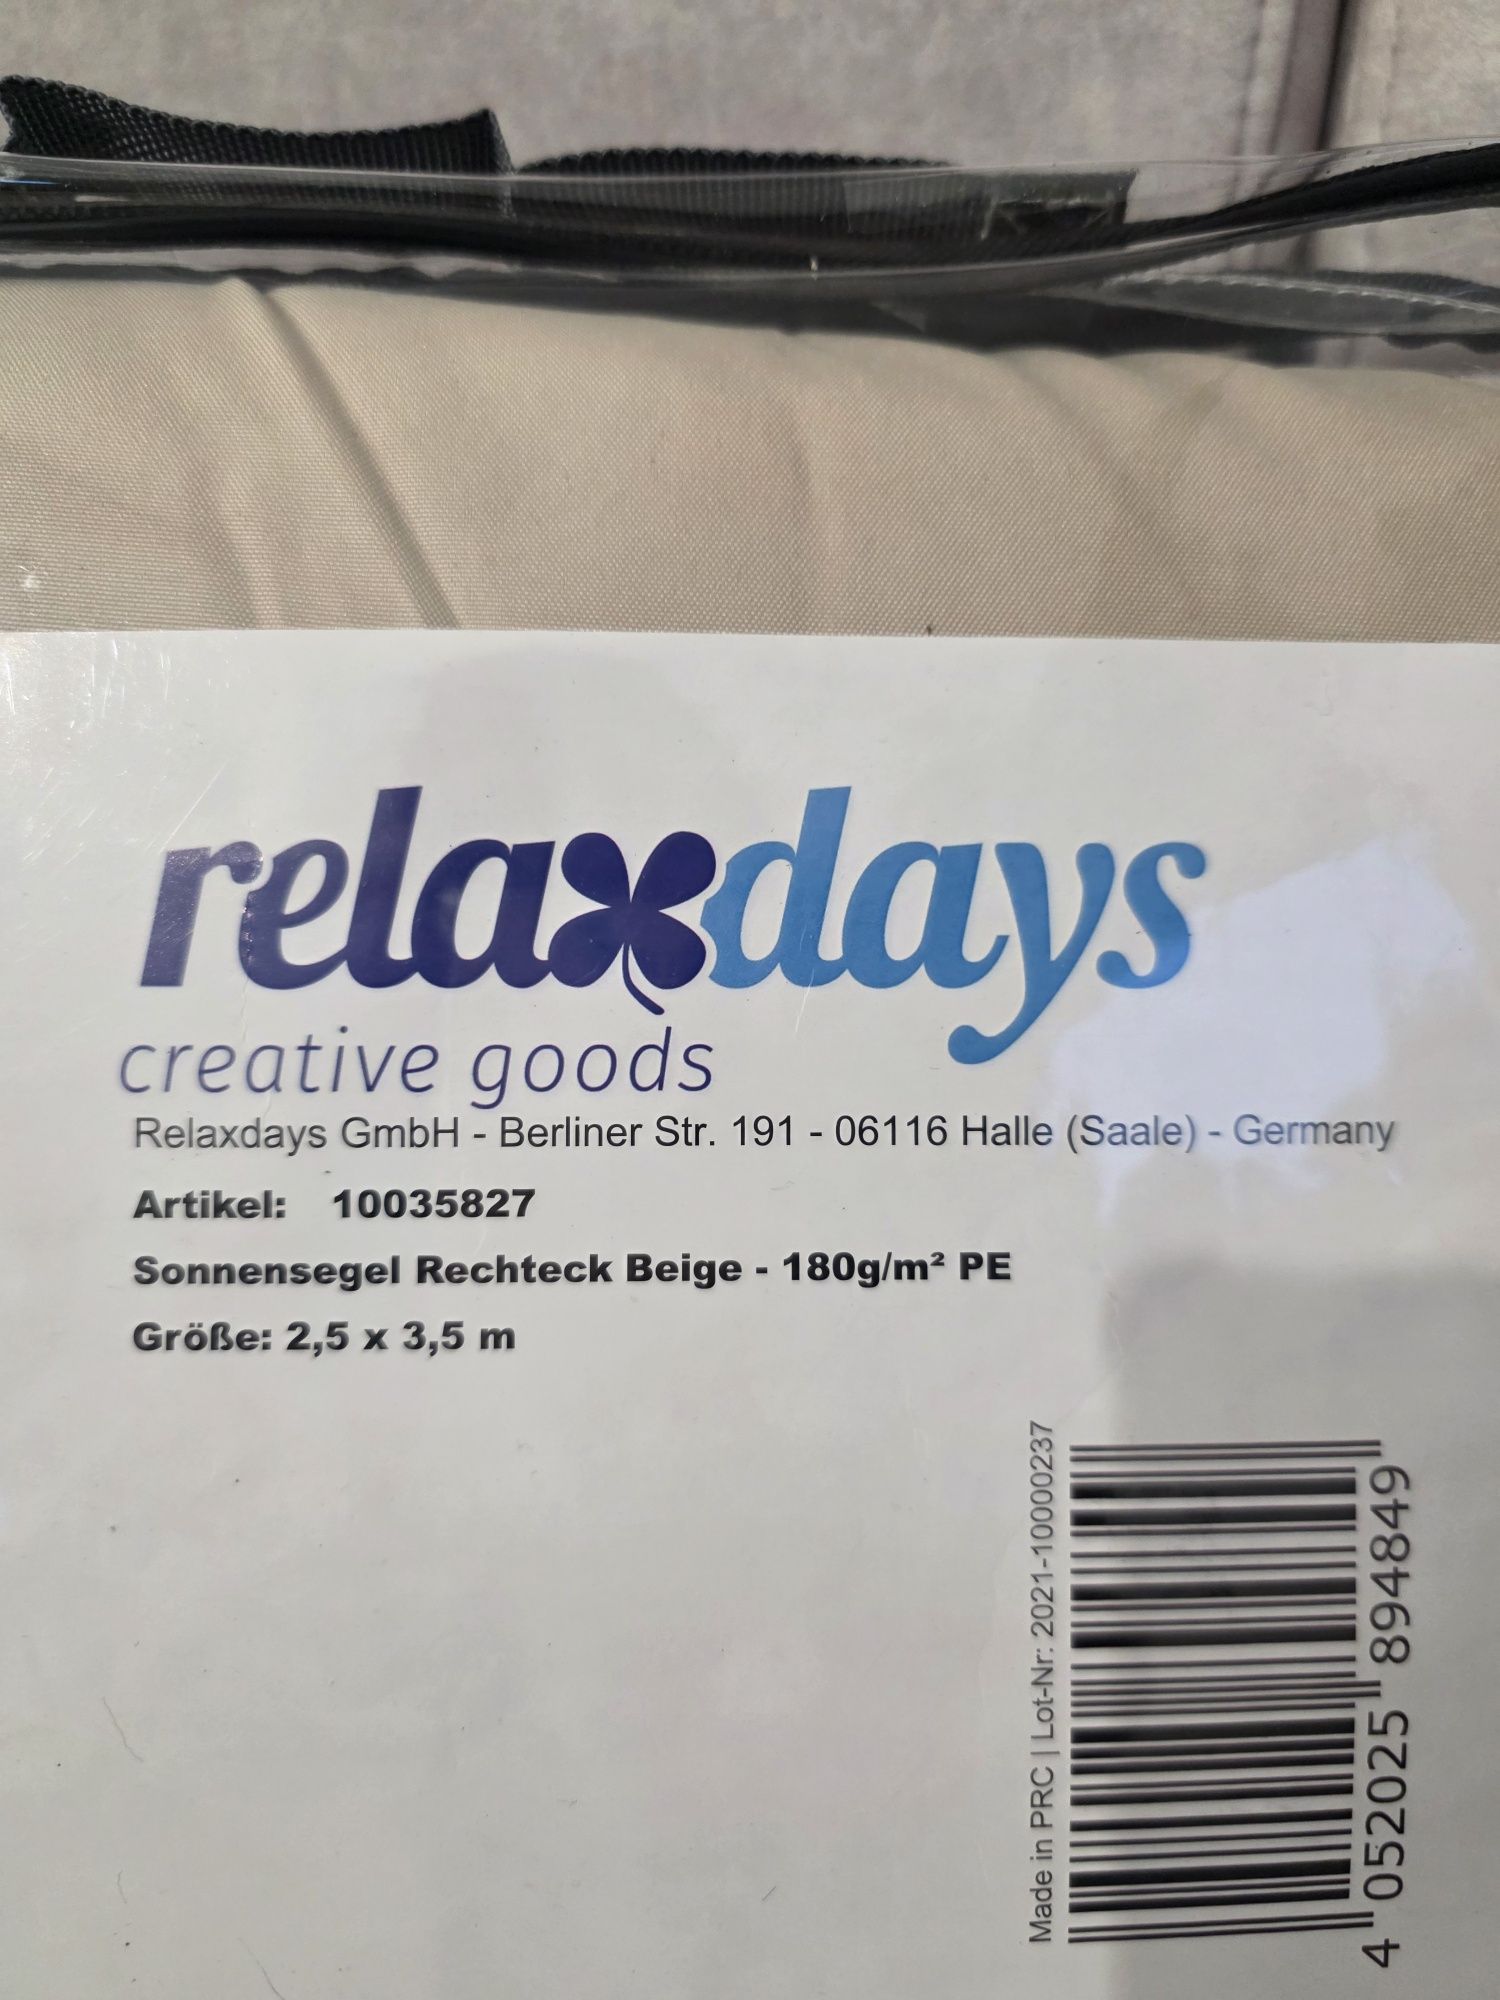 relaxdays
creative goods
Relaxdays GmbH - Berliner Str. 191 - 06116 Halle (Saale) - Germany
Artikel: 10035827
Sonnensegel Rechteck Beige - 180g/m² PE
Größe: 2,5 x 3,5 m
Made in PRC | Lot-Nr: 2021-10000237
4 052025 894849